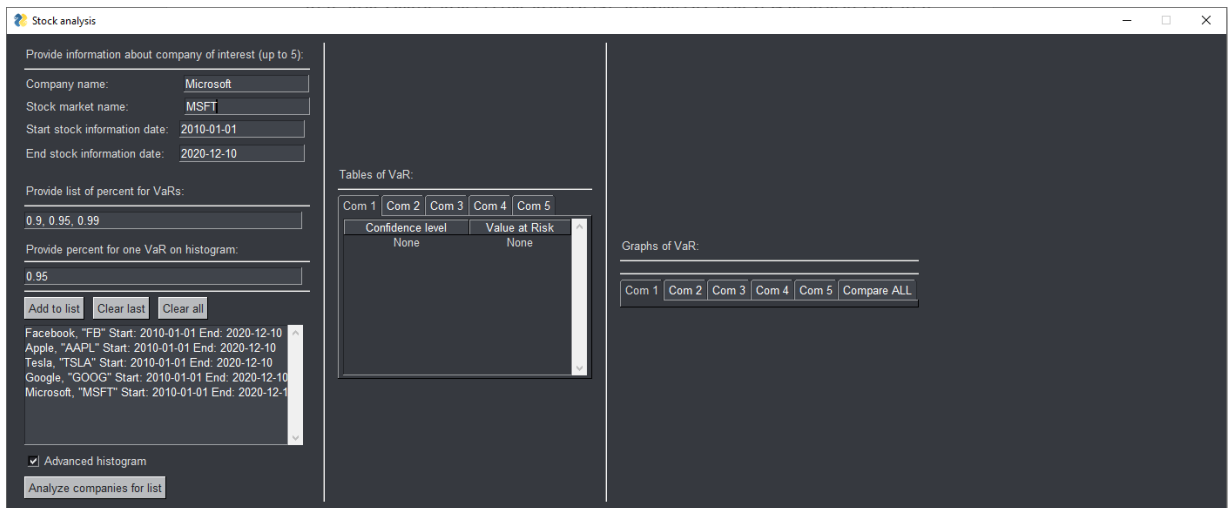 Stock analysis
Provide information about company of interest (up to 5):
Company name: Microsoft
Stock market name: MSFT
Start stock information date: 2010-01-01
End stock information date: 2020-12-10
Provide list of percent for VaRs:
0.9, 0.95, 0.99
Provide percent for one VaR on histogram:
0.95
Add to list Clear last Clear all
Facebook, "FB" Start: 2010-01-01 End: 2020-12-10
Apple, "AAPL" Start: 2010-01-01 End: 2020-12-10
Tesla, "TSLA" Start: 2010-01-01 End: 2020-12-10
Google, "GOOG" Start: 2010-01-01 End: 2020-12-10
Microsoft, "MSFT" Start: 2010-01-01 End: 2020-12-1
Advanced histogram
Analyze companies for list
Tables of VaR:
Com 1 Com 2 Com 3 Com 4 Com 5
Confidence level Value at Risk
None None
Graphs of VaR:
Com 1 Com 2 Com 3 Com 4 Com 5 Compare ALL